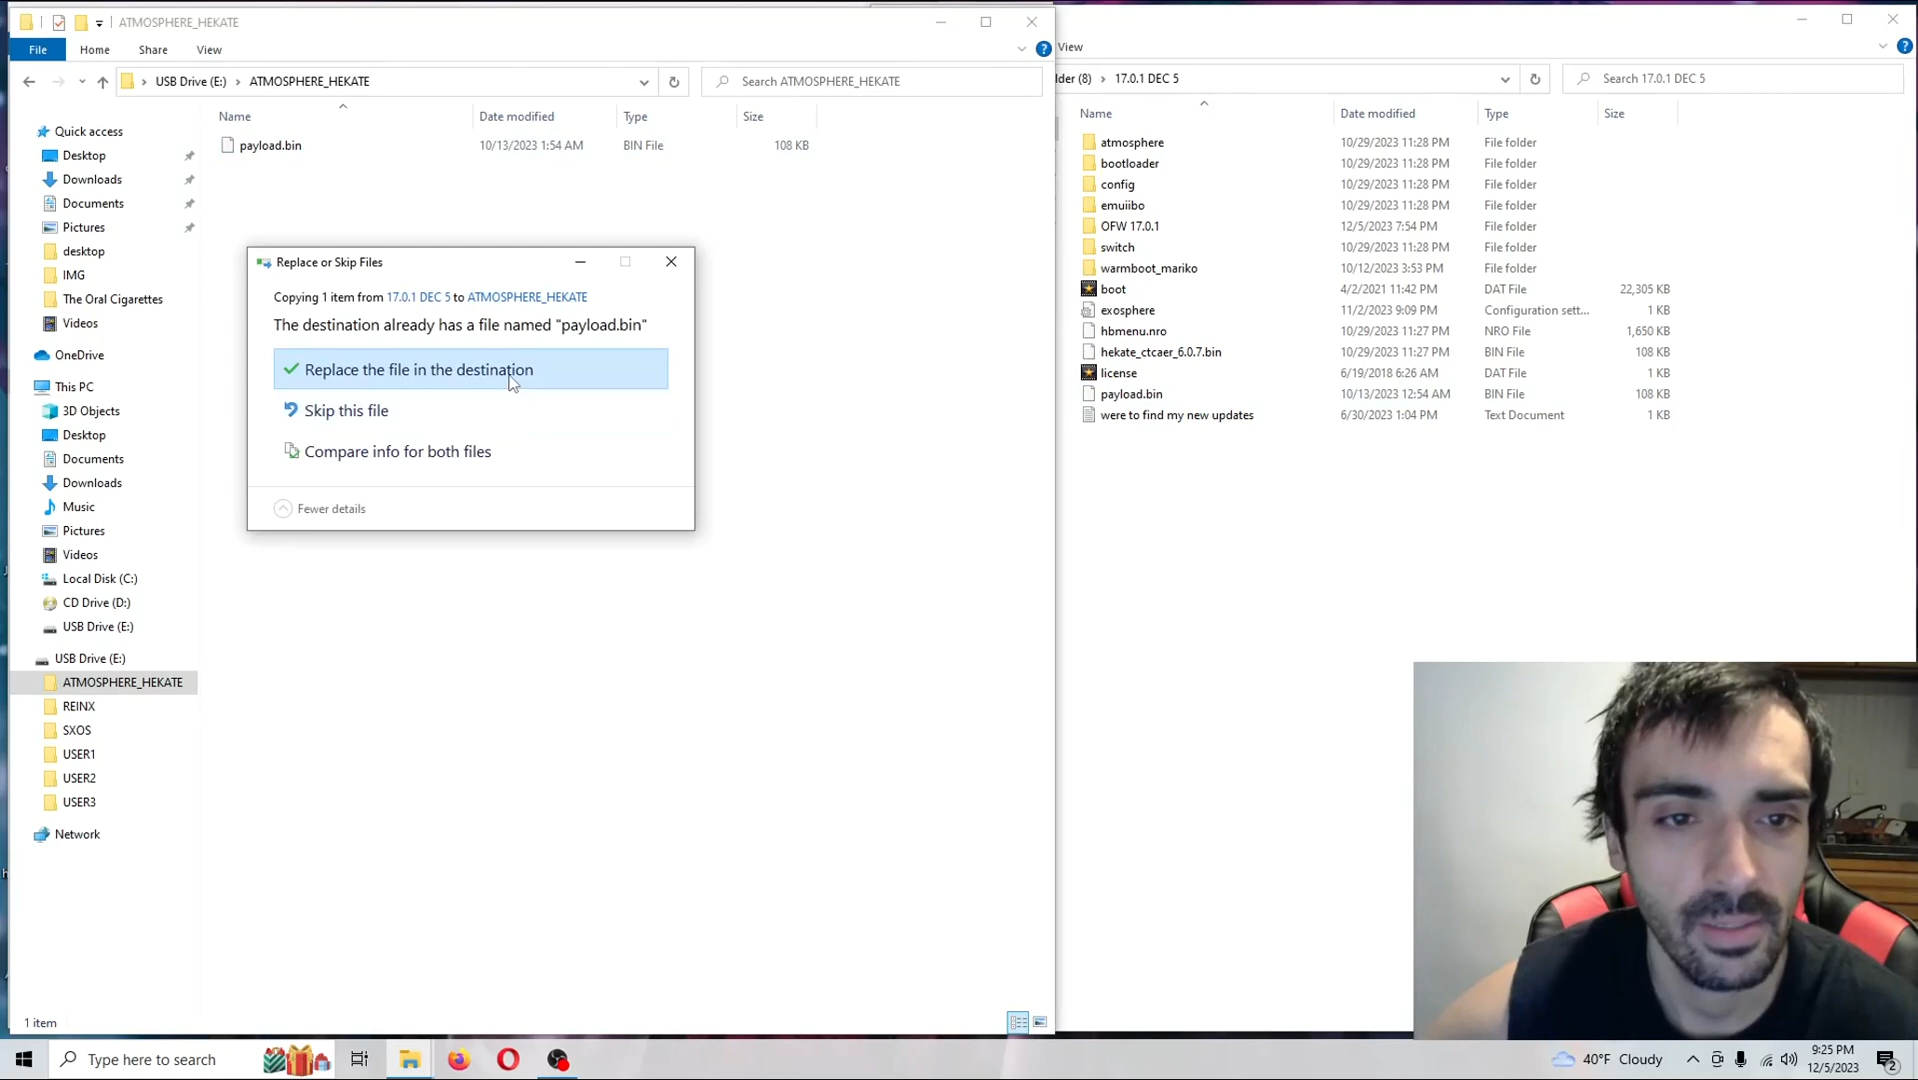 ATMOSPHERE_HEKATE
File
Home
Share
View
USB Drive (E:)
ATMOSPHERE_HEKATE
Search ATMOSPHERE_HEKATE
Name
Date modified
Type
Size
payload.bin
10/13/2023 1:54 AM
BIN File
108 KB
Quick access
Desktop
Downloads
Documents
Pictures
desktop
IMG
The Oral Cigarettes
Videos
OneDrive
This PC
3D Objects
Desktop
Documents
Downloads
Music
Pictures
Videos
Local Disk (C:)
CD Drive (D:)
USB Drive (E:)
USB Drive (E:)
ATMOSPHERE_HEKATE
REINX
SXOS
USER1
USER2
USER3
Network
1 item
Replace or Skip Files
Copying 1 item from 17.0.1 DEC 5 to ATMOSPHERE_HEKATE
The destination already has a file named "payload.bin"
Replace the file in the destination
Skip this file
Compare info for both files
Fewer details
View
lder (8)
17.0.1 DEC 5
Search 17.0.1 DEC 5
Name
Date modified
Type
Size
atmosphere 10/29/2023 11:28 PM File folder
bootloader 10/29/2023 11:28 PM File folder
config 10/29/2023 11:28 PM File folder
emuiibo 10/29/2023 11:28 PM File folder
OFW 17.0.1 12/5/2023 7:54 PM File folder
switch 10/29/2023 11:28 PM File folder
warmboot_mariko 10/12/2023 3:53 PM File folder
boot 4/2/2021 11:42 PM DAT File 22,305 KB
exosphere 11/2/2023 9:09 PM Configuration sett... 1 KB
hbmenu.nro 10/29/2023 11:27 PM NRO File 1,650 KB
hekate_ctcaer_6.0.7.bin 10/29/2023 11:27 PM BIN File 108 KB
license 6/19/2018 6:26 AM DAT File 1 KB
payload.bin 10/13/2023 12:54 AM BIN File 108 KB
were to find my new updates 6/30/2023 1:04 PM Text Document 1 KB
Type here to search
40°F Cloudy
9:25 PM
12/5/2023
2